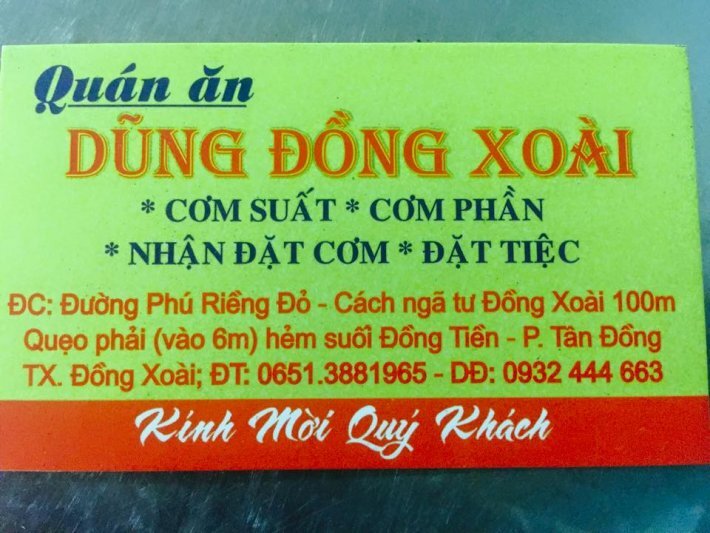 Quán ăn
DŨNG ĐỒNG XOÀI
* CƠM SUẤT * CƠM PHẦN
* NHẬN ĐẶT CƠM * ĐẶT TIỆC
ĐC: Đường Phú Riềng Đỏ - Cách ngã tư Đồng Xoài 100m
Quẹo phải (vào 6m) hẻm suối Đồng Tiền - P. Tân Đồng
TX. Đồng Xoài; ĐT: 0651.3881965 - DĐ: 0932 444 663
Kính Mời Quý Khách